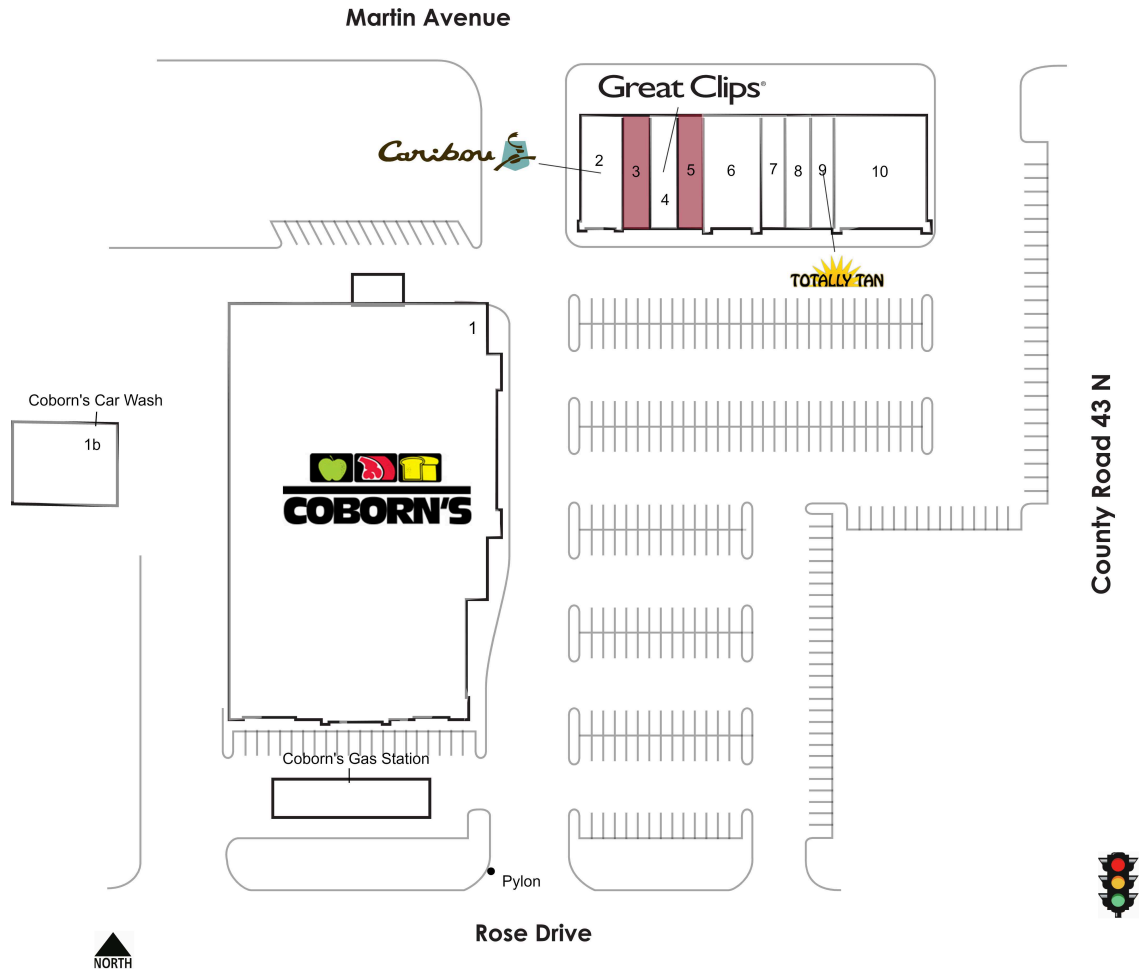 Martin Avenue
Great Clips®
Caribou
2
3
4
5
6
7
8
9
10
TOTALLY TAN
1
Coborn's Car Wash
1b
COBORN'S
County Road 43 N
Coborn's Gas Station
Pylon
Rose Drive
NORTH